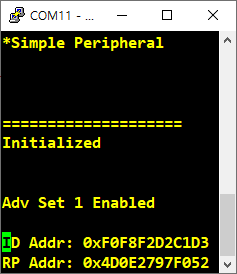 COM11 - ...
*Simple Peripheral
====================
Initialized
Adv Set 1 Enabled
ID Addr: 0xF0F8F2D2C1D3
RP Addr: 0x4D0E2797F052